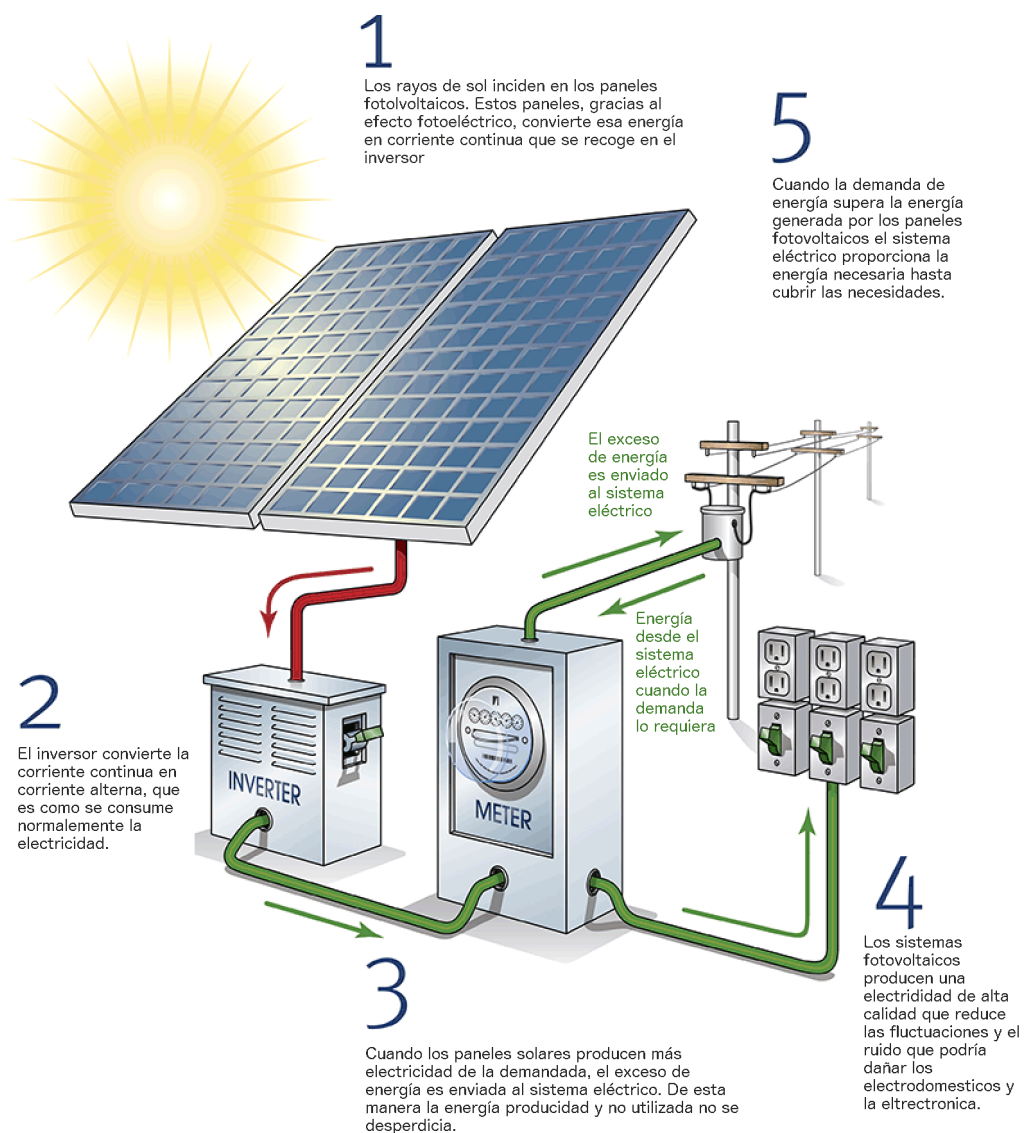 1
Los rayos de sol inciden en los paneles
fotolvoltaicos. Estos paneles, gracias al
efecto fotoeléctrico, convierte esa energía
en corriente continua que se recoge en el
inversor
5
Cuando la demanda de
energía supera la energía
generada por los paneles
fotovoltaicos el sistema
eléctrico proporciona la
energía necesaria hasta
cubrir las necesidades.
El exceso
de energía
es enviado
al sistema
eléctrico
Energía
desde el
sistema
eléctrico
cuando la
demanda
lo requiera
2
El inversor convierte la
corriente continua en
corriente alterna, que
es como se consume
normalemente la
electricidad.
INVERTER
METER
3
Cuando los paneles solares producen más
electricidad de la demandada, el exceso de
energía es enviada al sistema eléctrico. De esta
manera la energía producidad y no utilizada no se
desperdicia.
4
Los sistemas
fotovoltaicos
producen una
electrididad de alta
calidad que reduce
las fluctuaciones y el
ruido que podría
dañar los
electrodomesticos y
la eltrectronica.